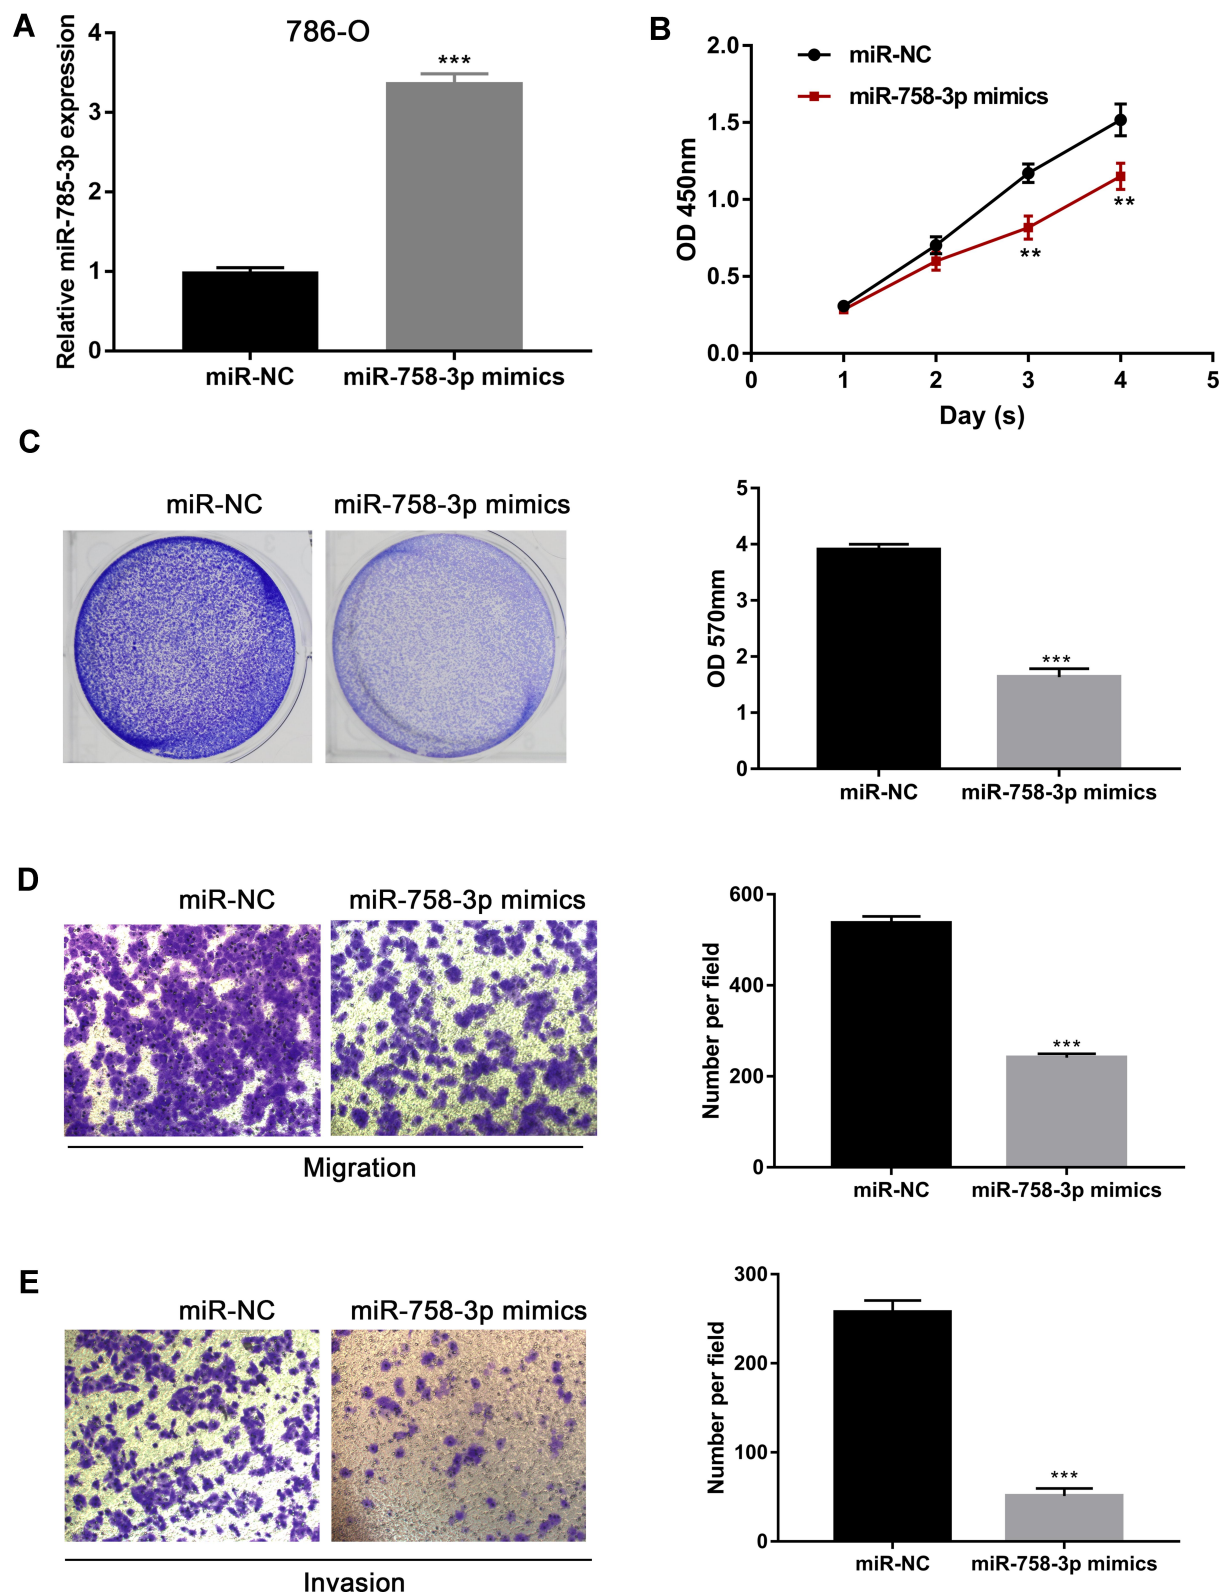 A
786-O
Relative miR-785-3p expression
4
3
2
1
0
***
miR-NC
miR-758-3p mimics
B
miR-NC
miR-758-3p mimics
OD 450nm
2.0
1.5
1.0
0.5
0.0
**
**
0
1
2
3
4
5
Day (s)
C
miR-NC
miR-758-3p mimics
OD 570mm
5
4
3
2
1
0
***
miR-NC
miR-758-3p mimics
D
miR-NC
miR-758-3p mimics
Migration
Number per field
600
400
200
0
***
miR-NC
miR-758-3p mimics
E
miR-NC
miR-758-3p mimics
Invasion
Number per field
300
200
100
0
***
miR-NC
miR-758-3p mimics